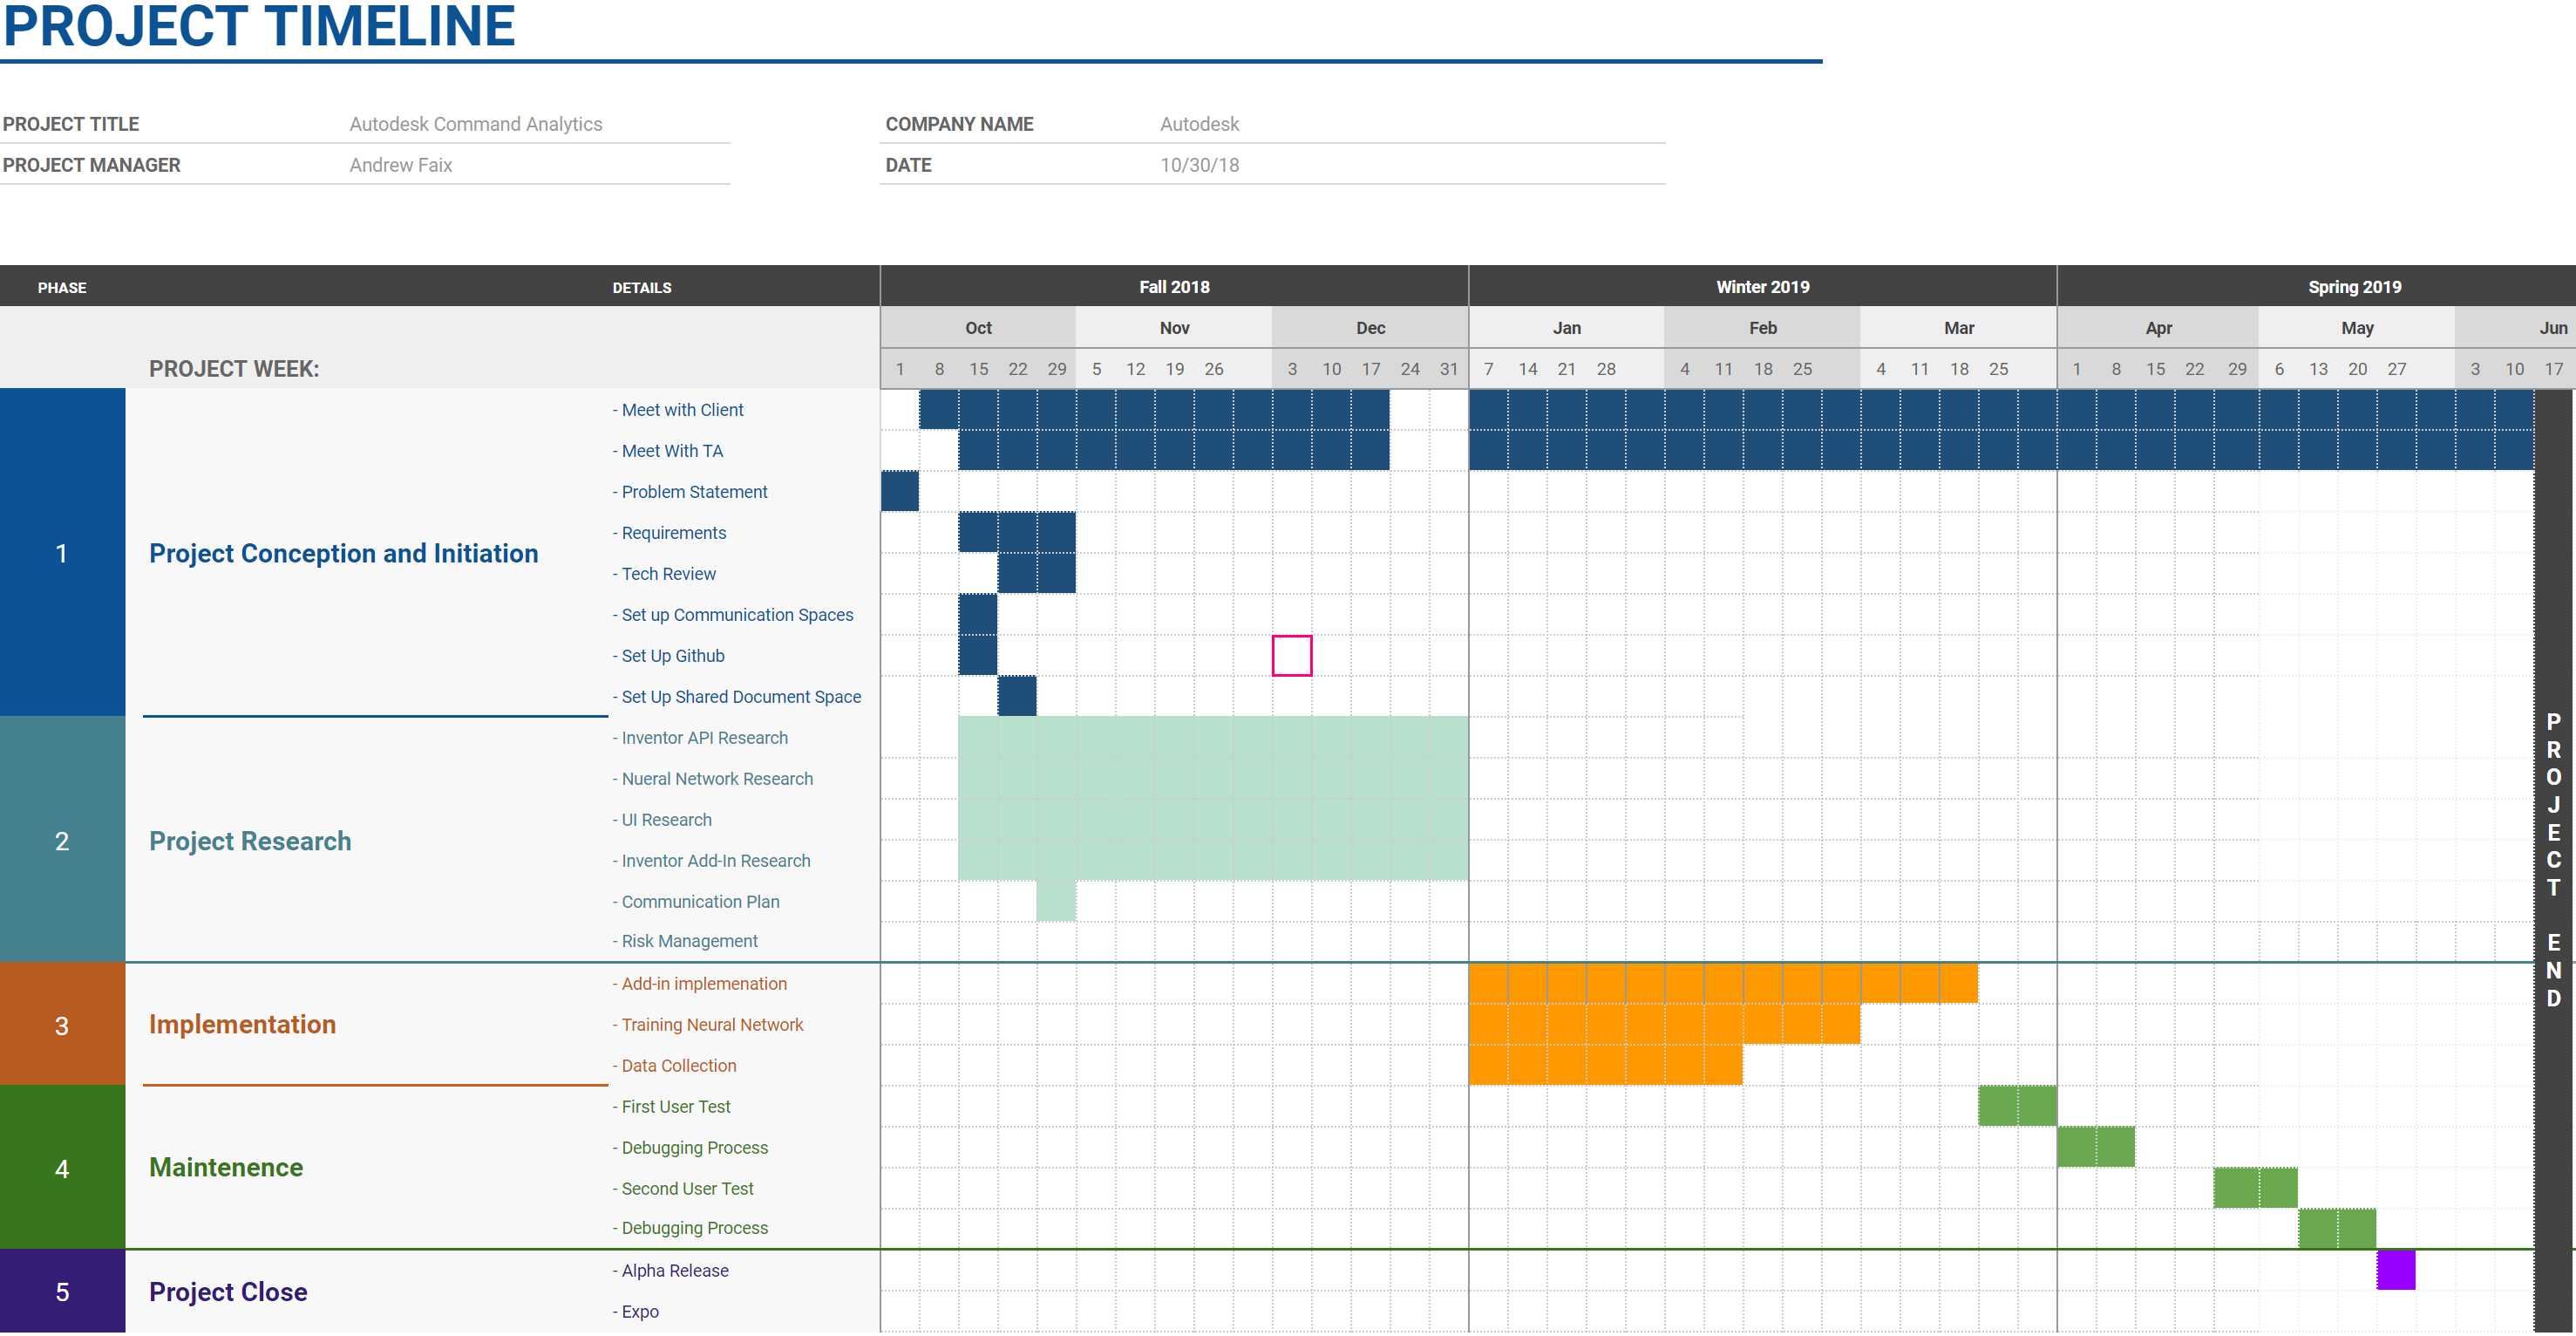 PROJECT TIMELINE
PROJECT TITLE Autodesk Command Analytics COMPANY NAME Autodesk
PROJECT MANAGER Andrew Faix DATE 10/30/18
PHASE DETAILS Fall 2018 Winter 2019 Spring 2019
Oct Nov Dec Jan Feb Mar Apr May Jun
PROJECT WEEK: 1 8 15 22 29 5 12 19 26 3 10 17 24 31 7 14 21 28 4 11 18 25 4 11 18 25 1 8 15 22 29 6 13 20 27 3 10 17
1 Project Conception and Initiation
- Meet with Client
- Meet With TA
- Problem Statement
- Requirements
- Tech Review
- Set up Communication Spaces
- Set Up Github
- Set Up Shared Document Space
2 Project Research
- Inventor API Research
- Nueral Network Research
- UI Research
- Inventor Add-In Research
- Communication Plan
- Risk Management
3 Implementation
- Add-in implemenation
- Training Neural Network
- Data Collection
4 Maintenence
- First User Test
- Debugging Process
- Second User Test
- Debugging Process
5 Project Close
- Alpha Release
- Expo
PROJECT END